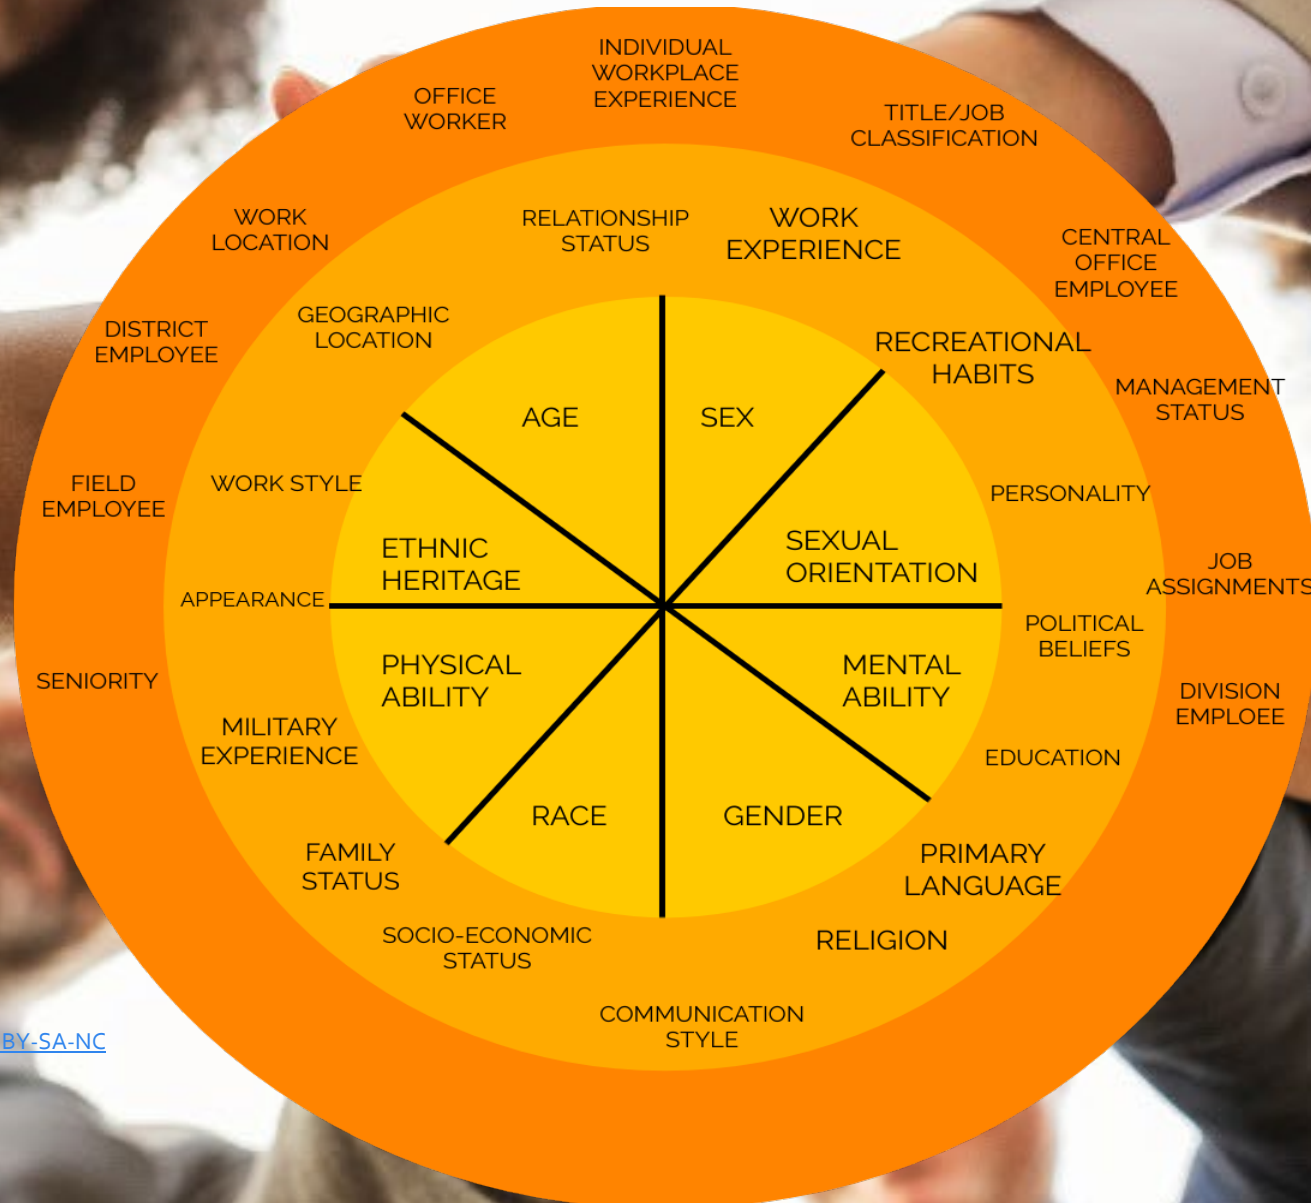 INDIVIDUAL
WORKPLACE
EXPERIENCE
OFFICE
WORKER
TITLE/JOB
CLASSIFICATION
WORK
LOCATION
CENTRAL
OFFICE
EMPLOYEE
DISTRICT
EMPLOYEE
MANAGEMENT
STATUS
FIELD
EMPLOYEE
JOB
ASSIGNMENTS
SENIORITY
DIVISION
EMPLOEE
RELATIONSHIP
STATUS
WORK
EXPERIENCE
GEOGRAPHIC
LOCATION
RECREATIONAL
HABITS
WORK STYLE
PERSONALITY
APPEARANCE
POLITICAL
BELIEFS
MILITARY
EXPERIENCE
EDUCATION
FAMILY
STATUS
PRIMARY
LANGUAGE
SOCIO-ECONOMIC
STATUS
RELIGION
COMMUNICATION
STYLE
AGE
SEX
ETHNIC
HERITAGE
SEXUAL
ORIENTATION
PHYSICAL
ABILITY
MENTAL
ABILITY
RACE
GENDER
BY-SA-NC